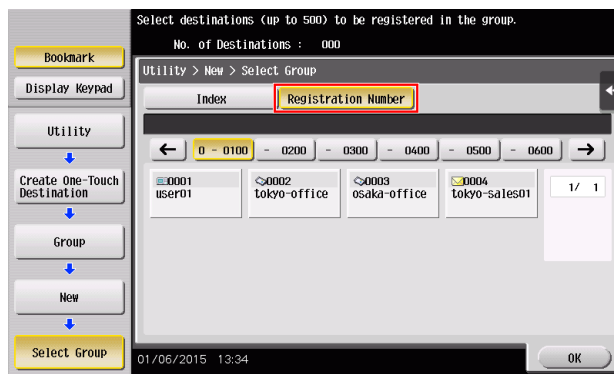 Select destinations (up to 500) to be registered in the group.
No. of Destinations :   000
Bookmark
Display Keypad
Utility
Create One-Touch
Destination
Group
New
Select Group
Utility > New > Select Group
Index
Registration Number
← 0 - 0100 - 0200 - 0300 - 0400 - 0500 - 0600 →
0001
user01
0002
tokyo-office
0003
osaka-office
0004
tokyo-sales01
1/ 1
01/06/2015 13:34
OK